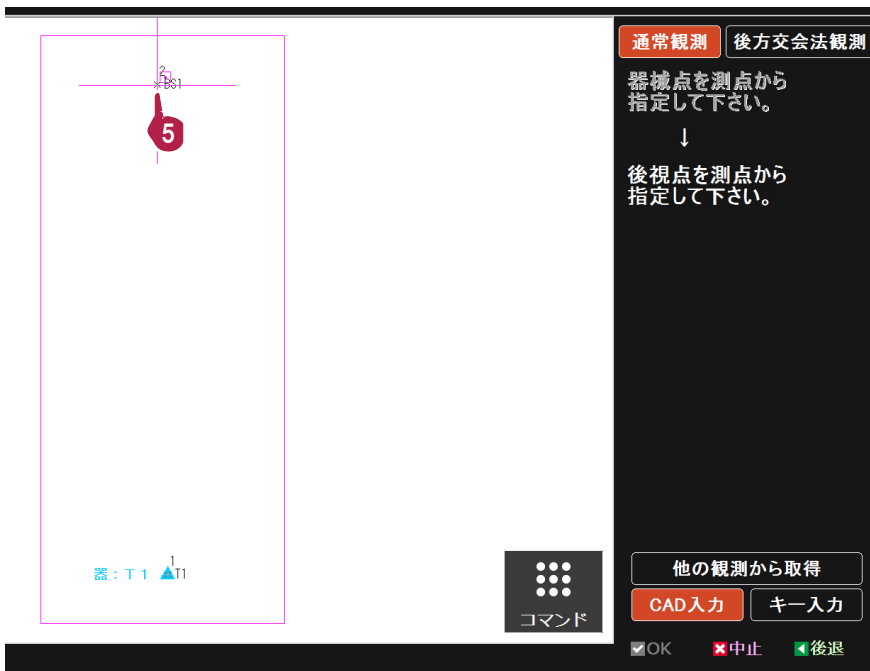 通常観測
後方交会法観測
器械点を測点から
指定して下さい。
↓
後視点を測点から
指定して下さい。
2
BS1
5
1
器:T1
T1
コマンド
他の観測から取得
CAD入力
キー入力
OK
中止
後退